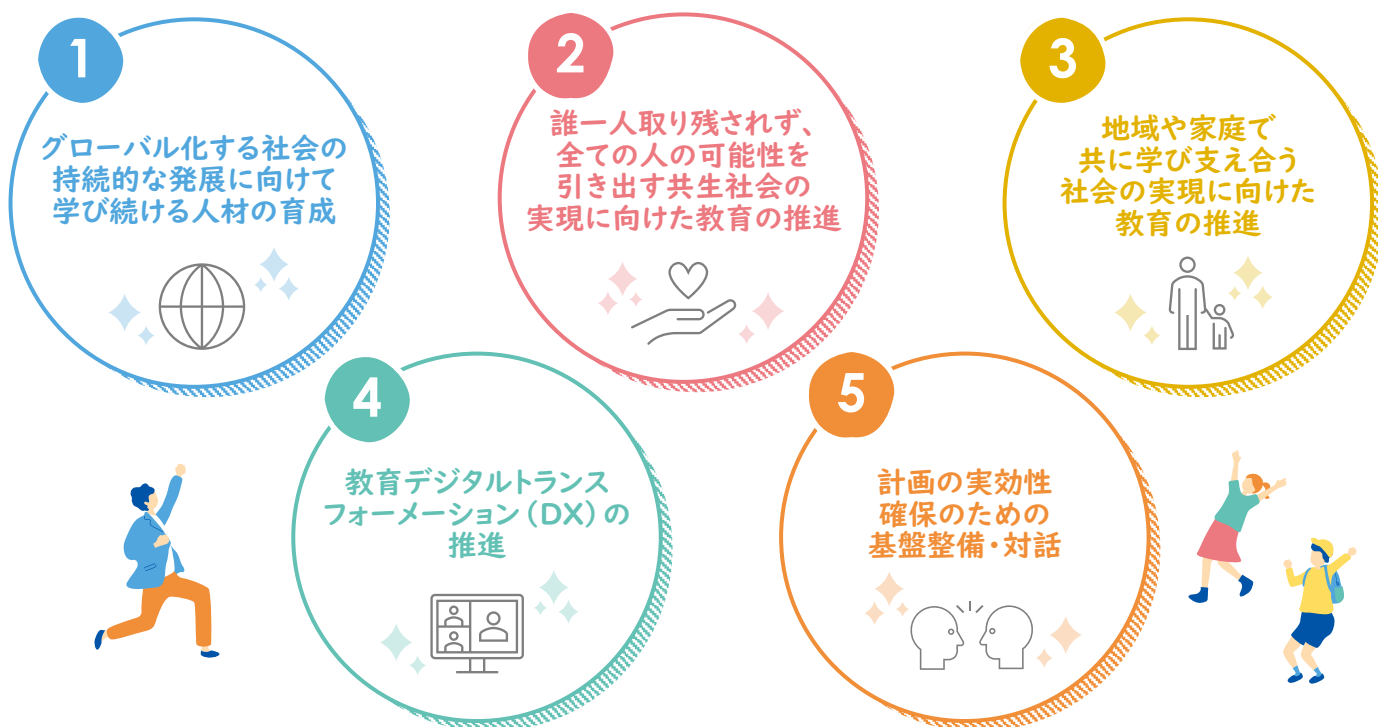 1
グローバル化する社会の
持続的な発展に向けて
学び続ける人材の育成
2
誰一人取り残されず、
全ての人の可能性を
引き出す共生社会の
実現に向けた教育の推進
3
地域や家庭で
共に学び支え合う
社会の実現に向けた
教育の推進
4
教育デジタルトランス
フォーメーション(DX)の
推進
5
計画の実効性
確保のための
基盤整備・対話